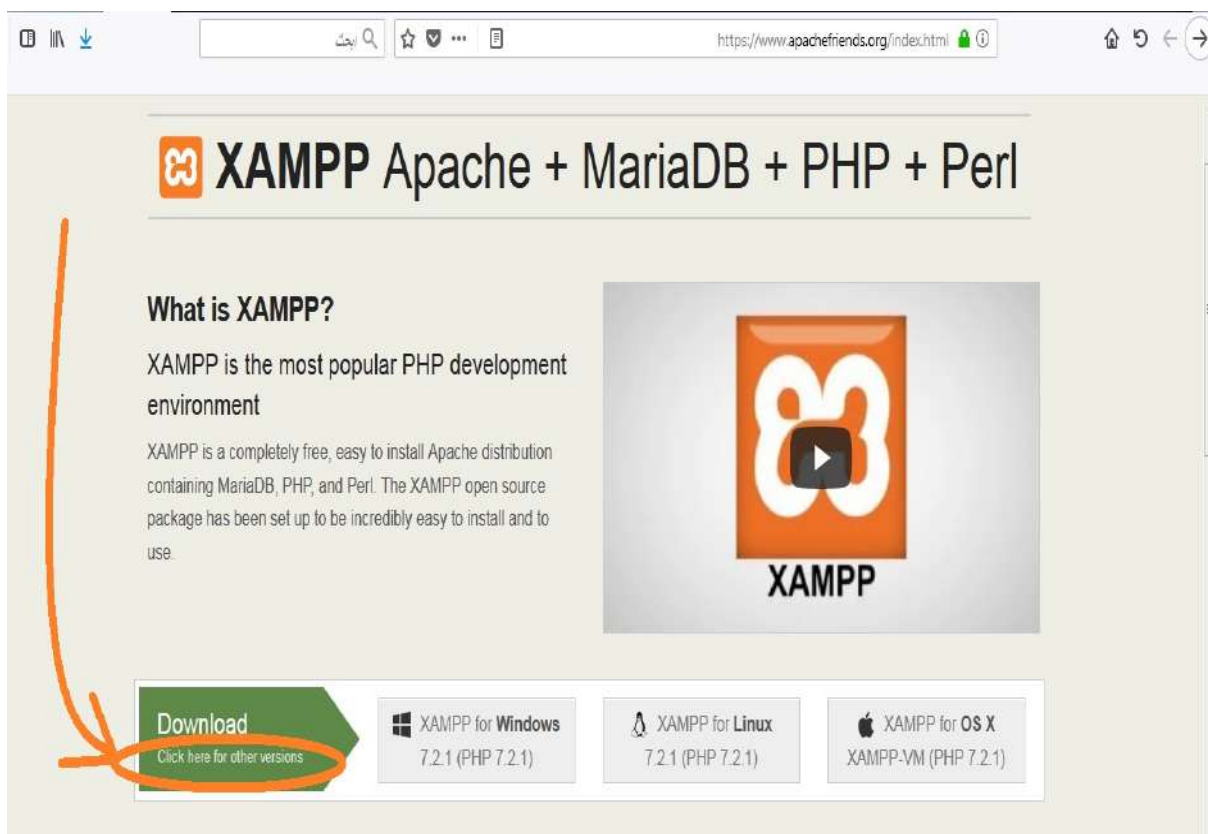 ابحث
https://www.apachefriends.org/index.html
XAMPP Apache + MariaDB + PHP + Perl
What is XAMPP?
XAMPP is the most popular PHP development
environment
XAMPP is a completely free, easy to install Apache distribution
containing MariaDB, PHP, and Perl. The XAMPP open source
package has been set up to be incredibly easy to install and to
use.
XAMPP
Download
Click here for other versions
XAMPP for Windows
7.2.1 (PHP 7.2.1)
XAMPP for Linux
7.2.1 (PHP 7.2.1)
XAMPP for OS X
XAMPP-VM (PHP 7.2.1)